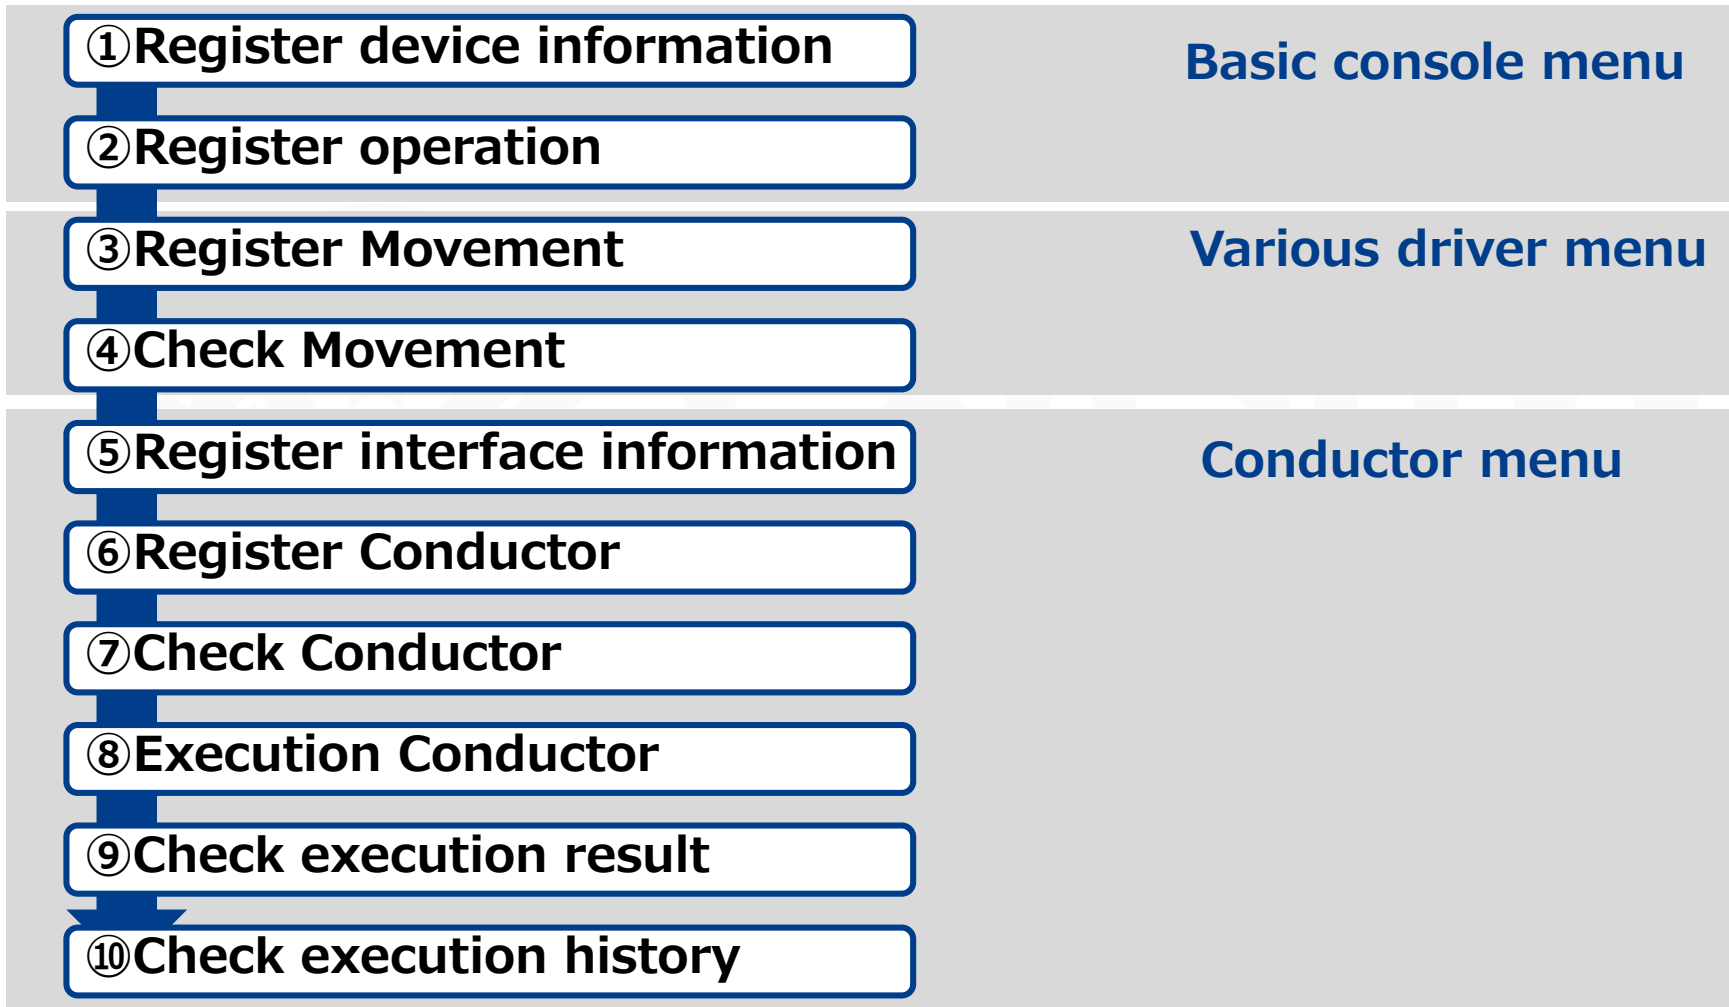 ①Register device information
Basic console menu
②Register operation
③Register Movement
Various driver menu
④Check Movement
⑤Register interface information
Conductor menu
⑥Register Conductor
⑦Check Conductor
⑧Execution Conductor
⑨Check execution result
⑩Check execution history